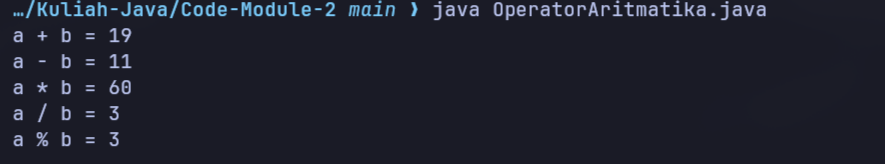 …/Kuliah-Java/Code-Module-2 main ❯ java OperatorAritmatika.java
a + b = 19
a - b = 11
a * b = 60
a / b = 3
a % b = 3